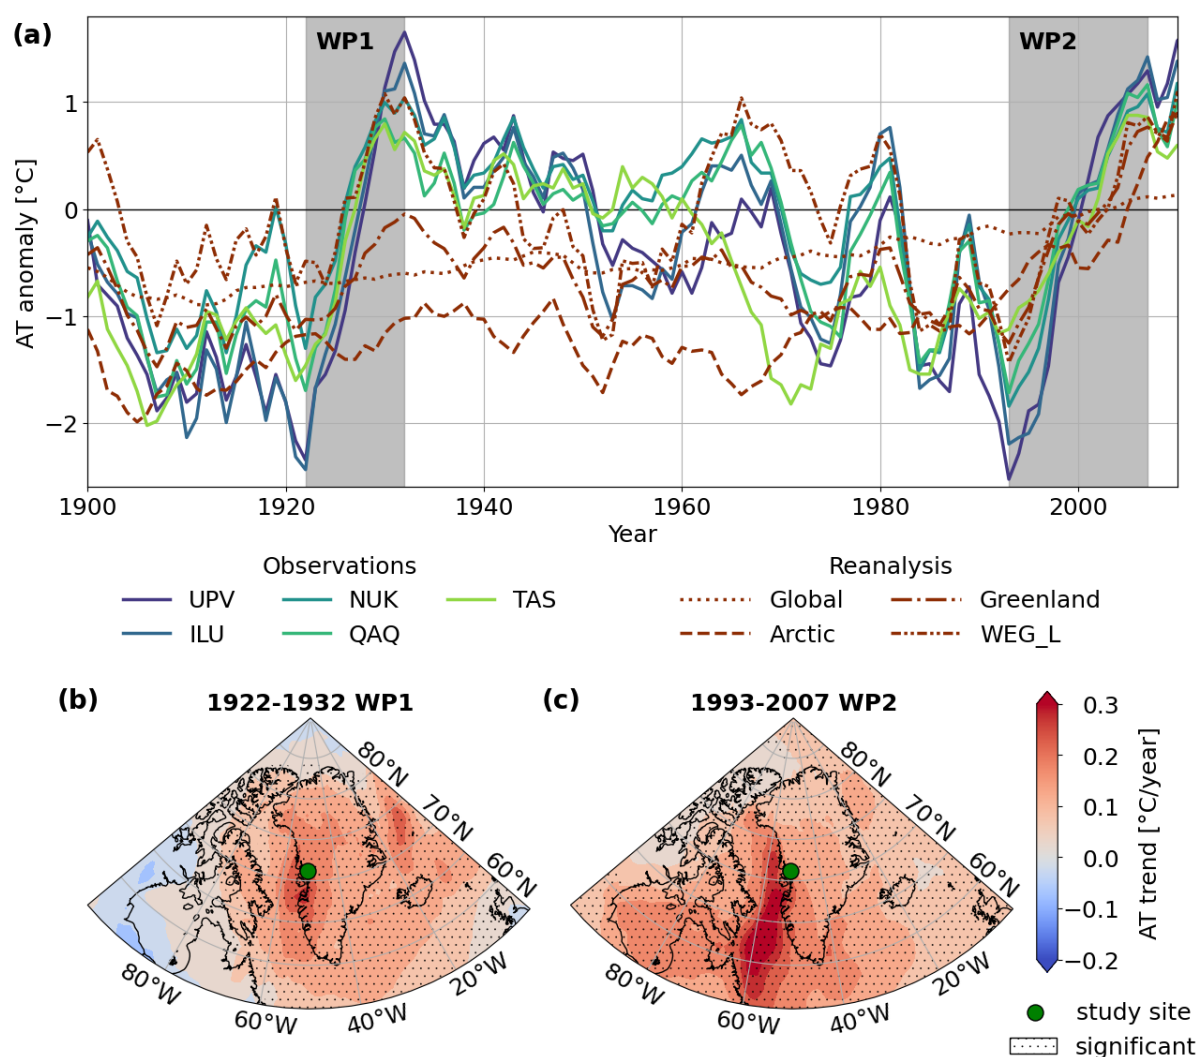 (a)
WP1
WP2
AT anomaly [°C]
1
0
−1
−2
1900 1920 1940 1960 1980 2000
Year
Observations
Reanalysis
UPV NUK TAS
ILU QAQ
Global Greenland
Arctic WEG_L
(b) 1922-1932 WP1
(c) 1993-2007 WP2
80°N
70°N
60°N
80°W
60°W
40°W
20°W
80°N
70°N
60°N
80°W
60°W
40°W
20°W
0.3
0.2
0.1
0.0
−0.1
−0.2
AT trend [°C/year]
study site
significant